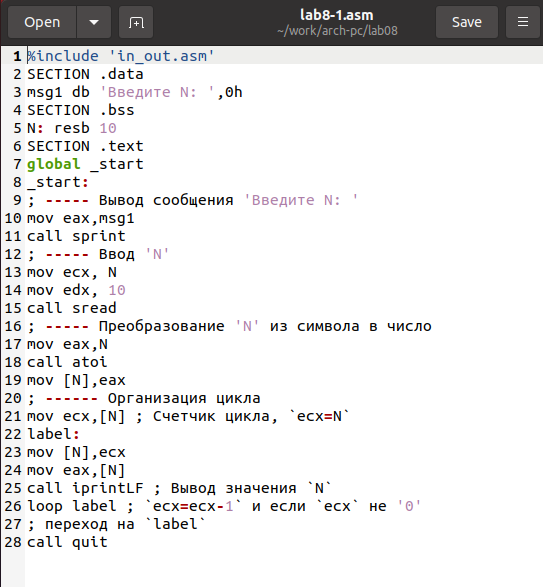 Open lab8-1.asm Save
~/work/arch-pc/lab08
1 %include 'in_out.asm'
2 SECTION .data
3 msg1 db 'Введите N: ',0h
4 SECTION .bss
5 N: resb 10
6 SECTION .text
7 global _start
8 _start:
9 ; ----- Вывод сообщения 'Введите N: '
10 mov eax,msg1
11 call sprint
12 ; ----- Ввод 'N'
13 mov ecx, N
14 mov edx, 10
15 call sread
16 ; ----- Преобразование 'N' из символа в число
17 mov eax,N
18 call atoi
19 mov [N],eax
20 ; ------ Организация цикла
21 mov ecx,[N] ; Счетчик цикла, `ecx=N`
22 label:
23 mov [N],ecx
24 mov eax,[N]
25 call iprintLF ; Вывод значения `N`
26 loop label ; `ecx=ecx-1` и если `ecx` не '0'
27 ; переход на `label`
28 call quit